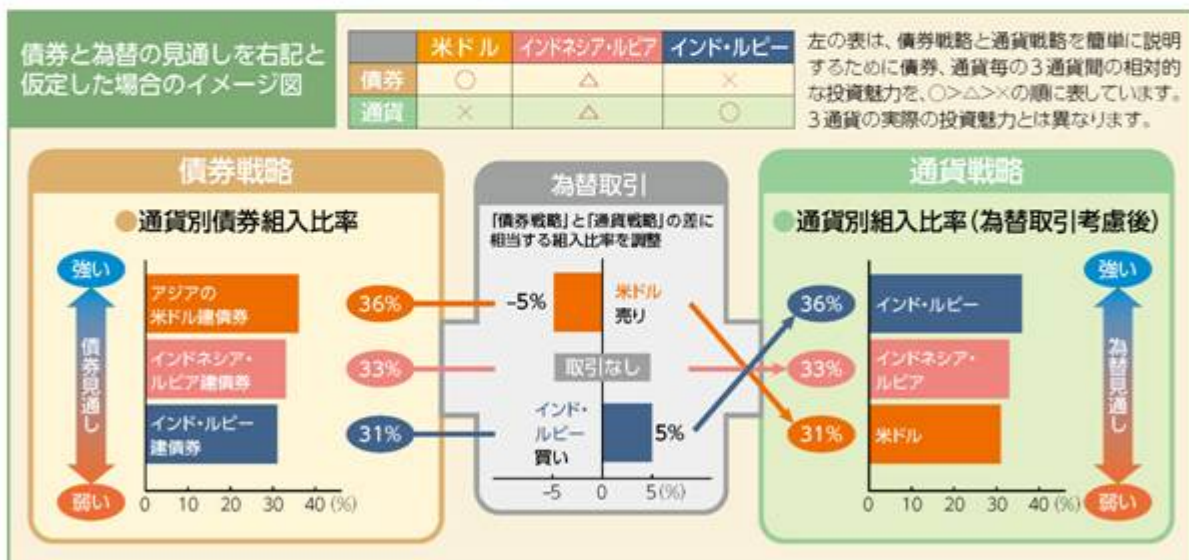 債券と為替の見通しを右記と
仮定した場合のイメージ図
米ドル インドネシア・ルピア インド・ルピー
債券 ○ △ ×
通貨 × △ ○
左の表は、債券戦略と通貨戦略を簡単に説明
するために債券、通貨毎の3通貨間の相対的
な投資魅力を、○>△>×の順に表しています。
3通貨の実際の投資魅力とは異なります。
債券戦略
●通貨別債券組入比率
強い
債券見通し
弱い
アジアの
米ドル建債券
インドネシア・
ルピア建債券
インド・ルピー
建債券
0 10 20 30 40 (%)
36%
33%
31%
為替取引
「債券戦略」と「通貨戦略」の差に
相当する組入比率を調整
-5%
米ドル
売り
取引なし
インド・
ルピー
買い
5%
-5 0 5(%)
通貨戦略
●通貨別組入比率(為替取引考慮後)
36%
33%
31%
インド・ルピー
インドネシア・
ルピア
米ドル
0 10 20 30 40 (%)
強い
為替見通し
弱い